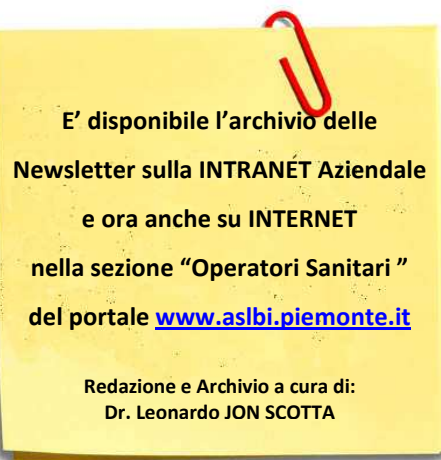 E’ disponibile l’archivio delle
Newsletter sulla INTRANET Aziendale
e ora anche su INTERNET
nella sezione “Operatori Sanitari ”
del portale www.aslbi.piemonte.it
Redazione e Archivio a cura di:
Dr. Leonardo JON SCOTTA